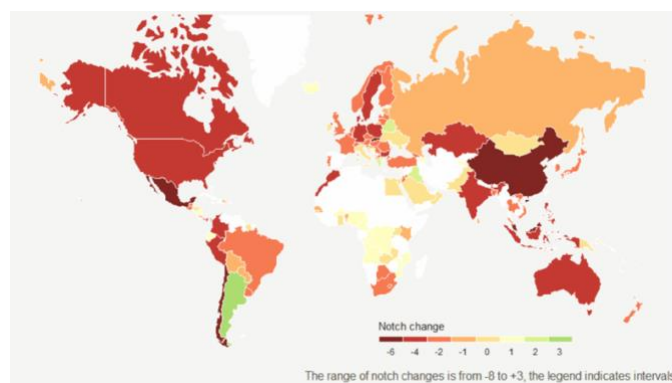 Notch change
-6 -4 -2 -1 0 1 2 3
The range of notch changes is from -8 to +3, the legend indicates intervals